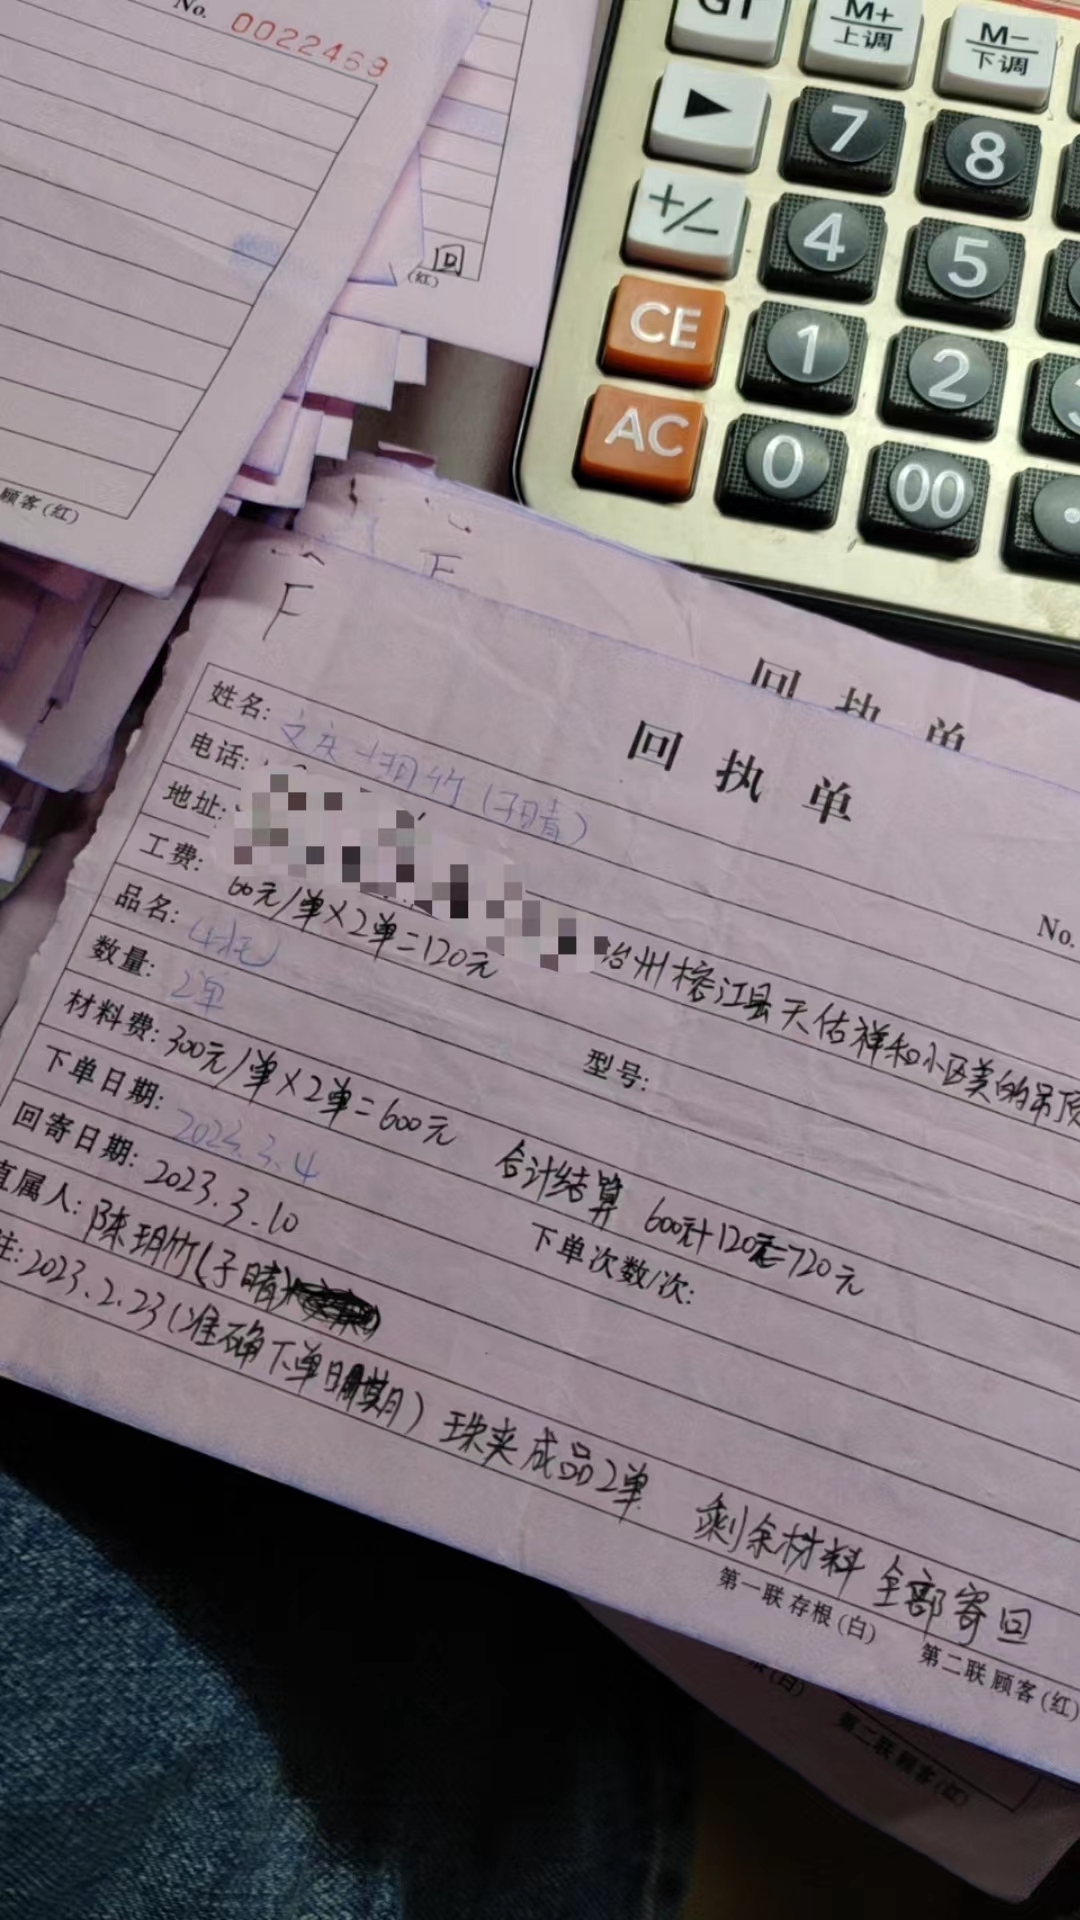 No. 0022469
顾客(红)
(红)
回
GT
M+
上调
M-
下调
7
8
+/-
4
5
CE
1
2
AC
0
00
回执单
回执单
No.
姓名:
玥竹(子晴)
电话:
地址:
治州榕江县天佑祥和小区美的吊顶
工费: 60元/单×2单=120元
品名:
数量: 2单
型号:
材料费: 300元/单×2单=600元
合计结算 600元+120元=720元
下单日期: 2023.3.4
下单次数/次:
回寄日期: 2023.3.10
直属人: 陈玥竹(子晴)
注: 2023.2.23(准确下单日期) 珠夹成品2单 剩余材料全部寄回
第一联存根(白) 第二联顾客(红)
第二联顾客(红)